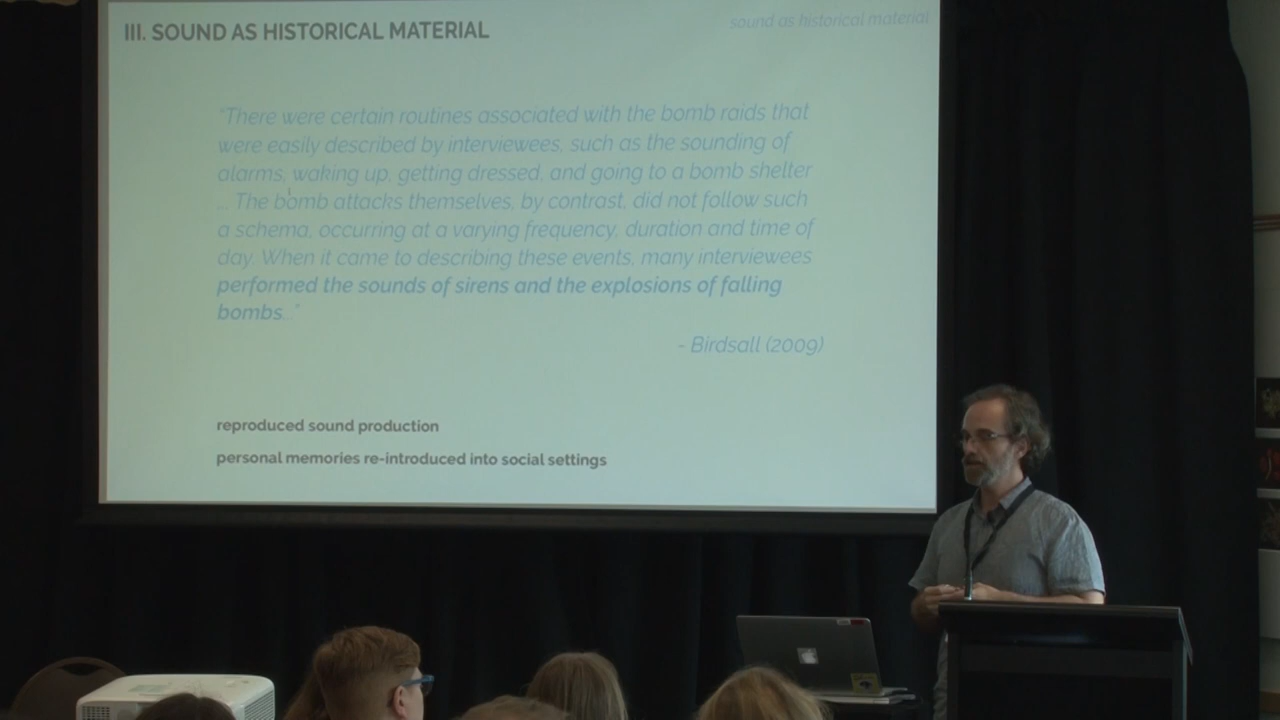 III. SOUND AS HISTORICAL MATERIAL
sound as historical material
"There were certain routines associated with the bomb raids that
were easily described by interviewees, such as the sounding of
alarms, waking up, getting dressed, and going to a bomb shelter
... The bomb attacks themselves, by contrast, did not follow such
a schema, occurring at a varying frequency, duration and time of
day. When it came to describing these events, many interviewees
performed the sounds of sirens and the explosions of falling
bombs..."
- Birdsall (2009)
reproduced sound production
personal memories re-introduced into social settings